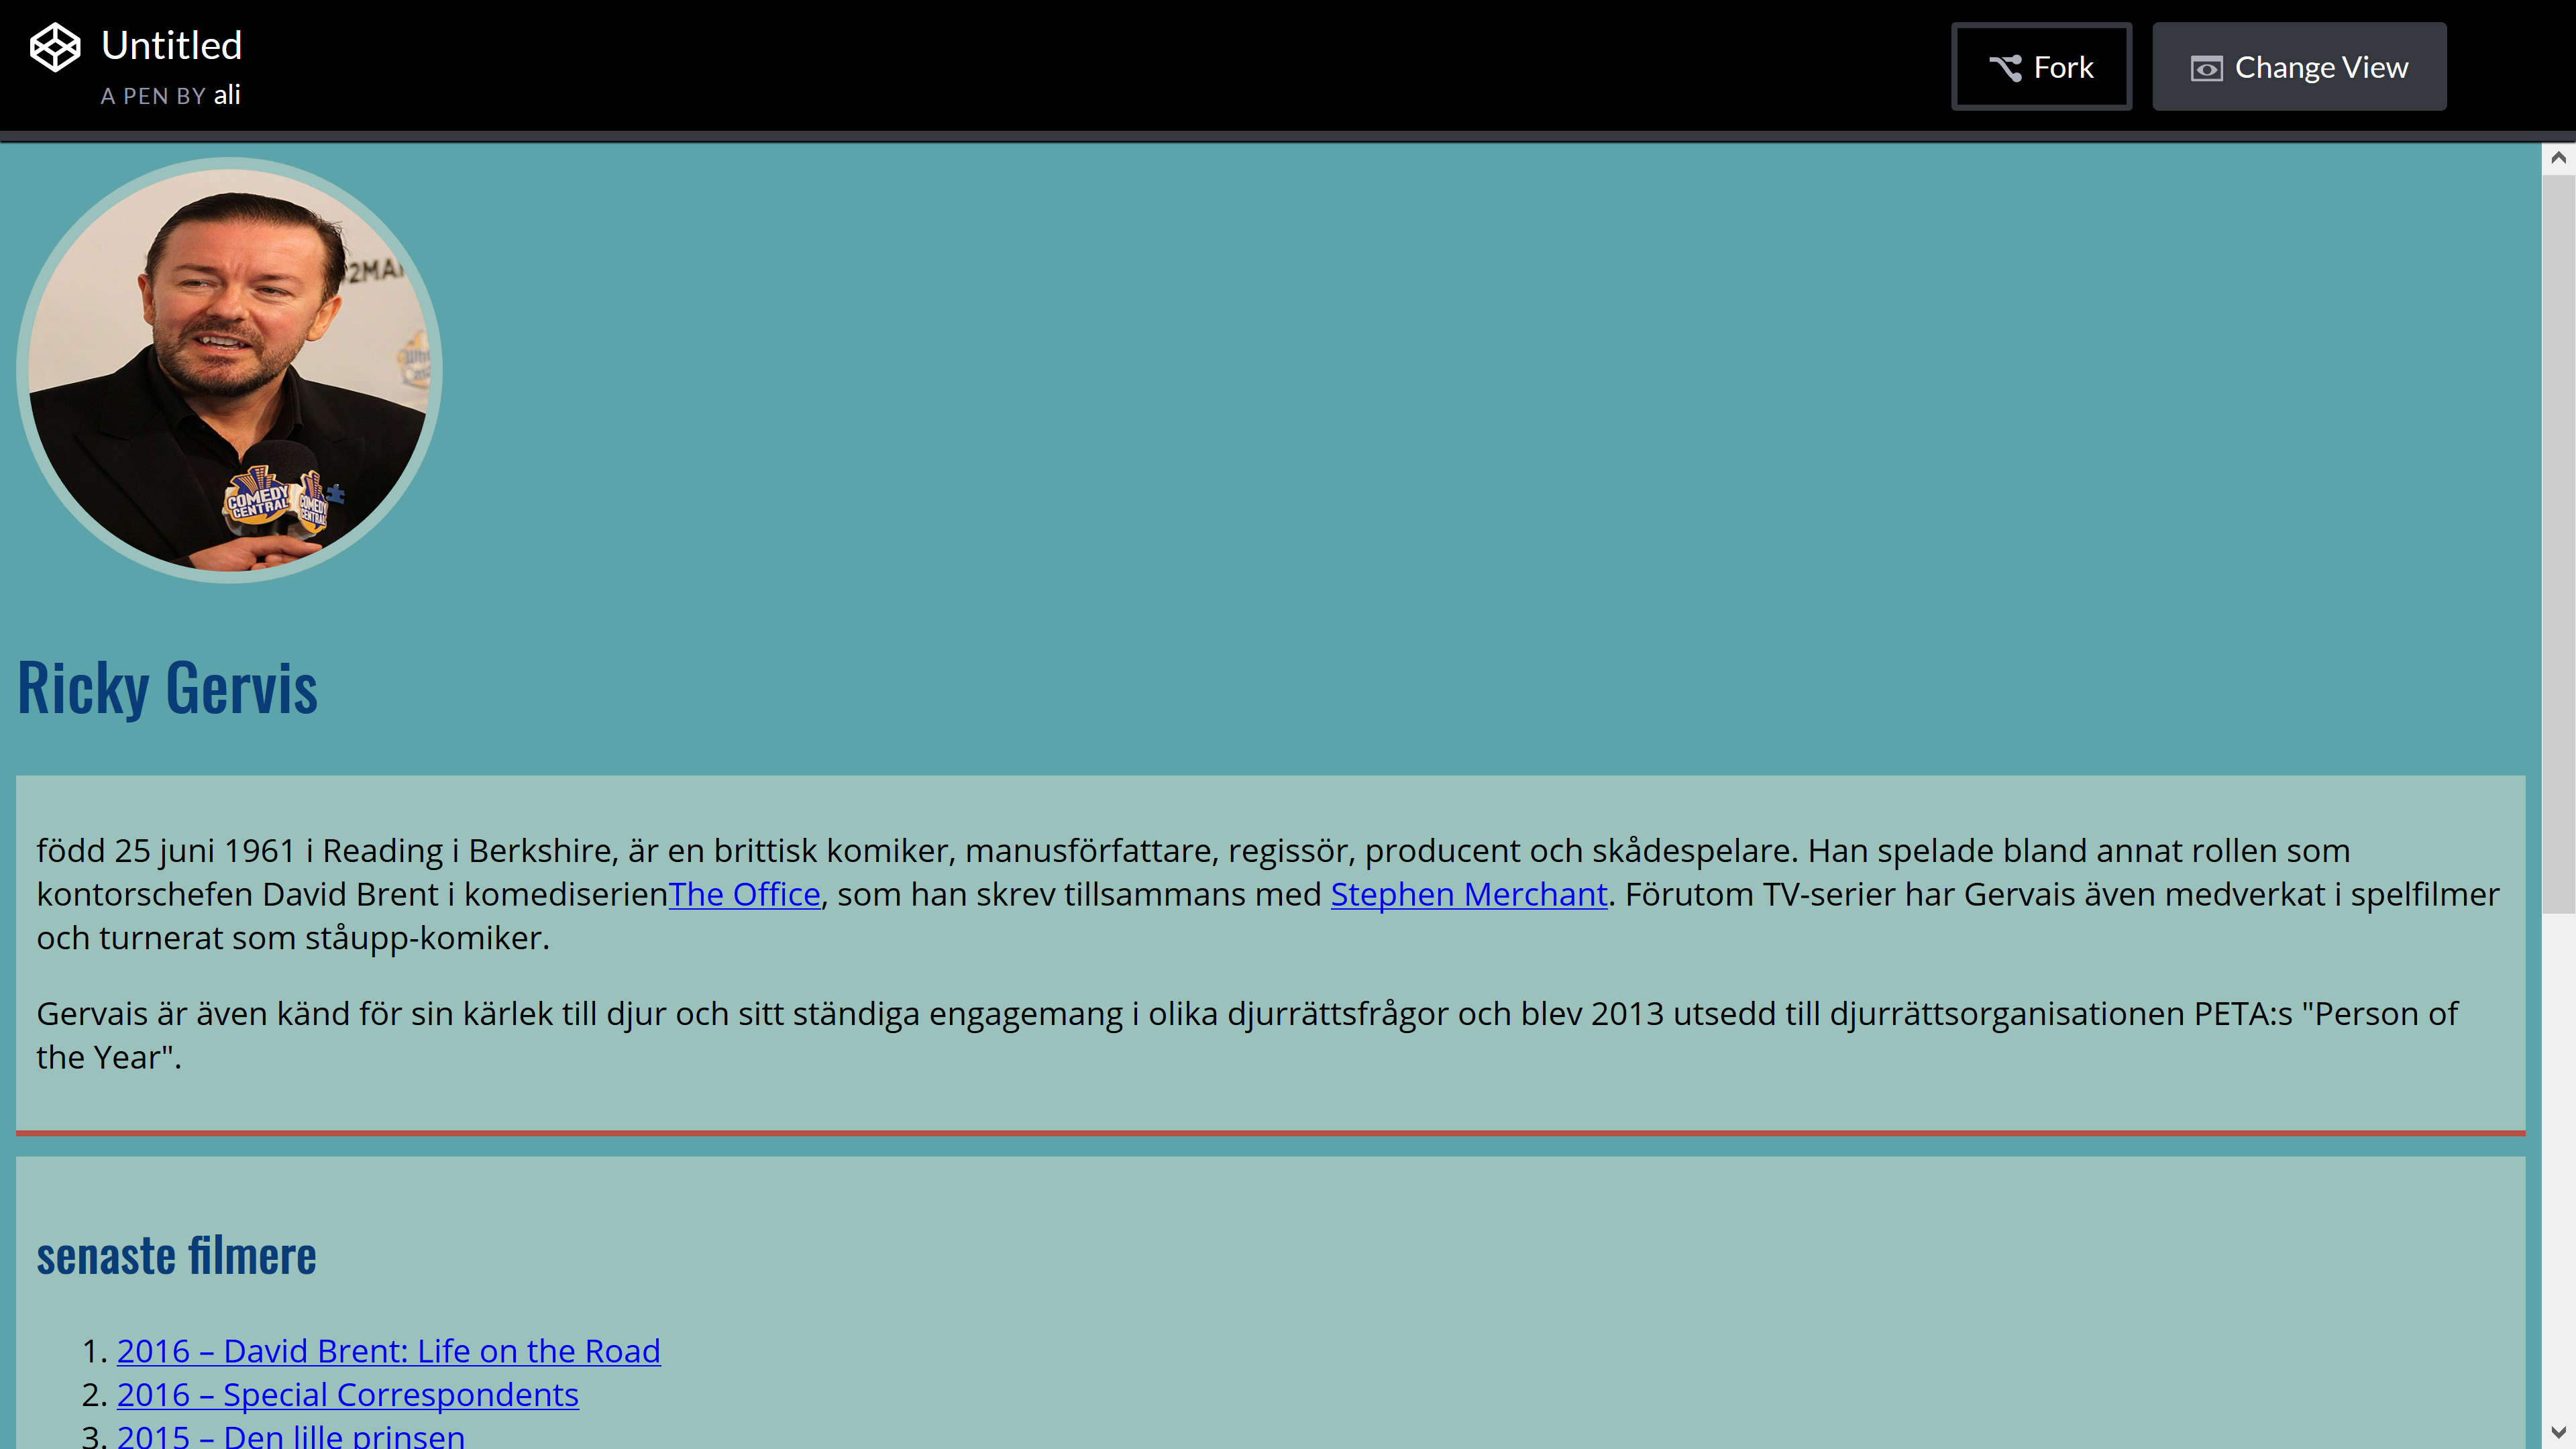 Untitled
A PEN BY ali
Fork
Change View
2MA
COMEDY
CENTRAL
COMEDY
CENTRAL
Ricky Gervis
född 25 juni 1961 i Reading i Berkshire, är en brittisk komiker, manusförfattare, regissör, producent och skådespelare. Han spelade bland annat rollen som
kontorschefen David Brent i komediserienThe Office, som han skrev tillsammans med Stephen Merchant. Förutom TV-serier har Gervais även medverkat i spelfilmer
och turnerat som ståupp-komiker.
Gervais är även känd för sin kärlek till djur och sitt ständiga engagemang i olika djurrättsfrågor och blev 2013 utsedd till djurrättsorganisationen PETA:s "Person of
the Year".
senaste filmere
1. 2016 – David Brent: Life on the Road
2. 2016 – Special Correspondents
3. 2015 – Den lille prinsen